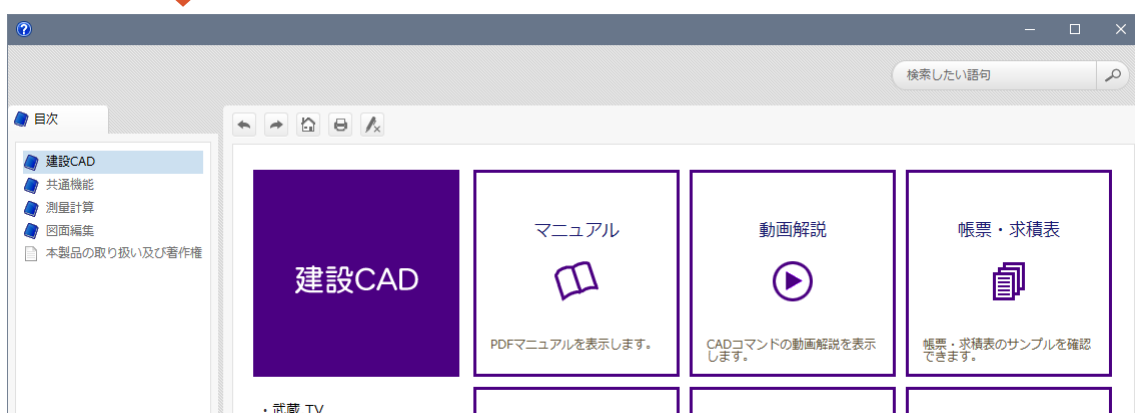 検索したい語句
目次
建設CAD
共通機能
測量計算
図面編集
本製品の取り扱い及び著作権
建設CAD
マニュアル
PDFマニュアルを表示します。
動画解説
CADコマンドの動画解説を表示
します。
帳票・求積表
帳票・求積表のサンプルを確認
できます。
・武蔵 TV